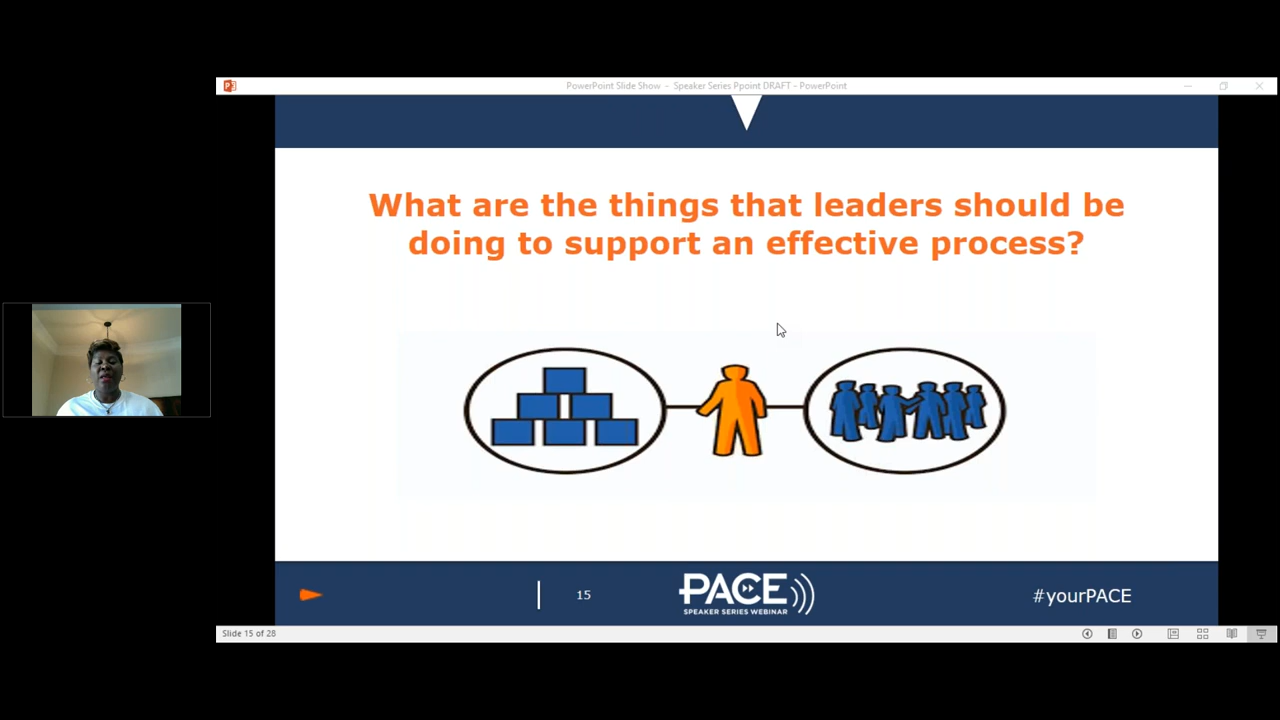 PowerPoint Slide Show - Speaker Series Ppoint DRAFT - PowerPoint
What are the things that leaders should be
doing to support an effective process?
15
PACE
SPEAKER SERIES WEBINAR
#yourPACE
Slide 15 of 28